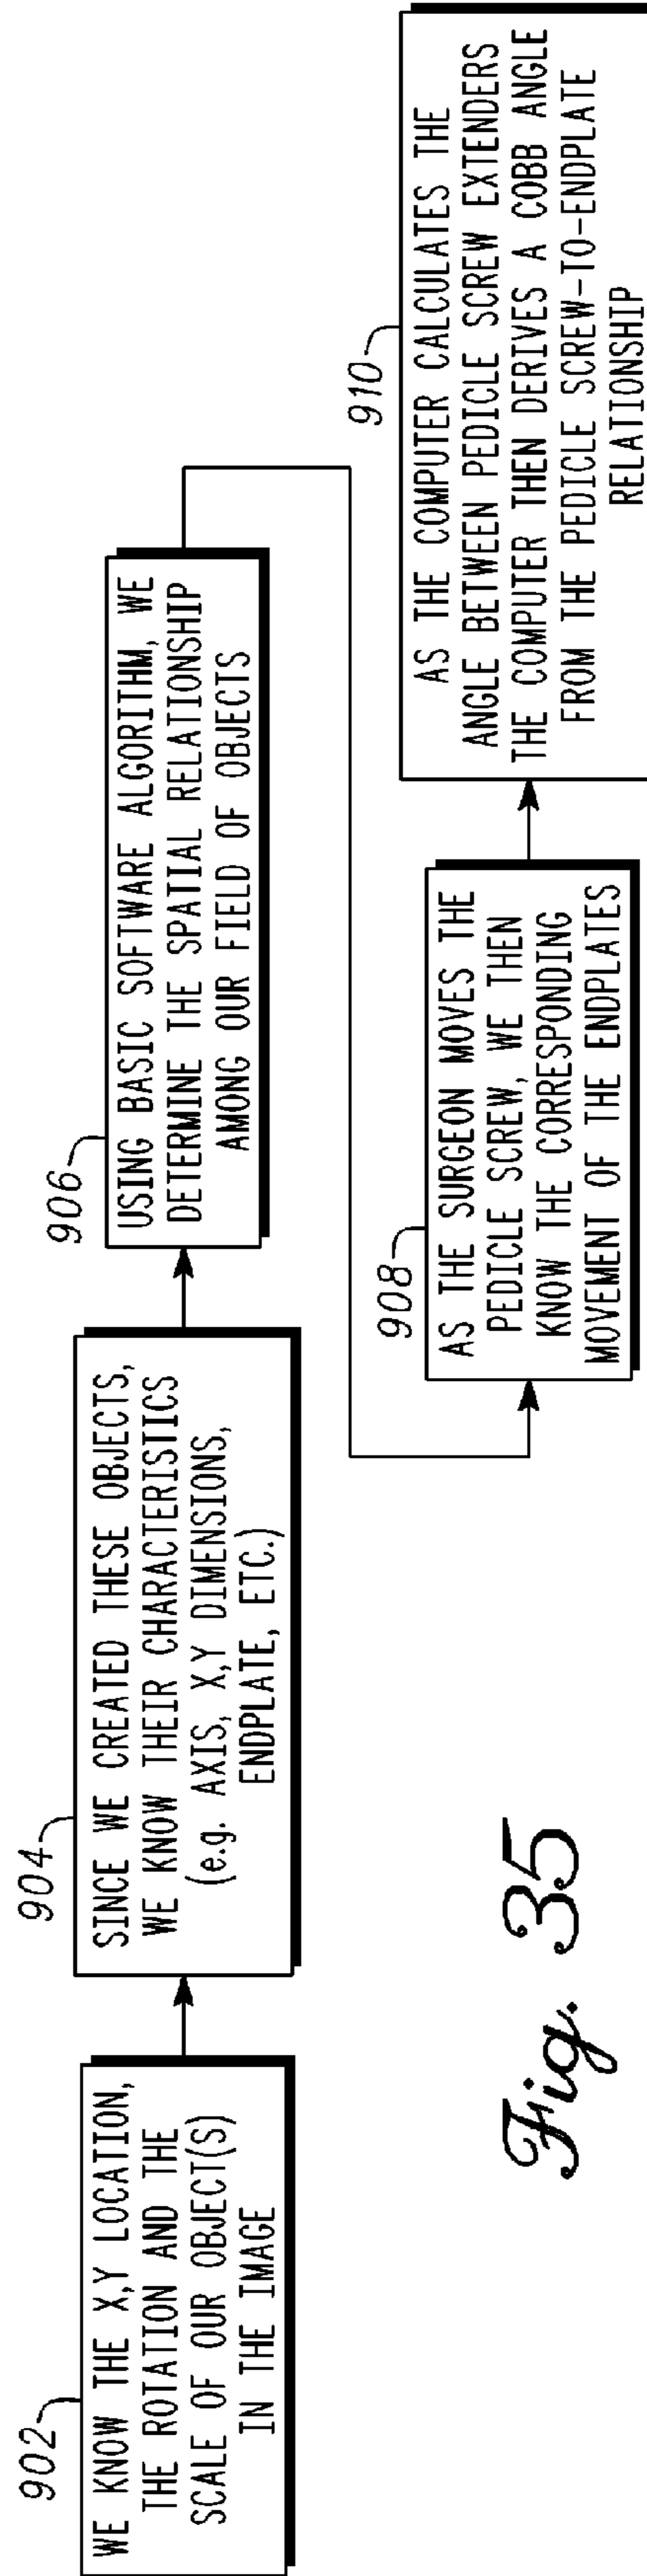 902
WE KNOW THE X,Y LOCATION,
THE ROTATION AND THE
SCALE OF OUR OBJECT(S)
IN THE IMAGE
904
SINCE WE CREATED THESE OBJECTS,
WE KNOW THEIR CHARACTERISTICS
(e.g. AXIS, X,Y DIMENSIONS,
ENDPLATE, ETC.)
906
USING BASIC SOFTWARE ALGORITHM, WE
DETERMINE THE SPATIAL RELATIONSHIP
AMONG OUR FIELD OF OBJECTS
908
AS THE SURGEON MOVES THE
PEDICLE SCREW, WE THEN
KNOW THE CORRESPONDING
MOVEMENT OF THE ENDPLATES
910
AS THE COMPUTER CALCULATES THE
ANGLE BETWEEN PEDICLE SCREW EXTENDERS
THE COMPUTER THEN DERIVES A COBB ANGLE
FROM THE PEDICLE SCREW-TO-ENDPLATE
RELATIONSHIP
Fig. 35